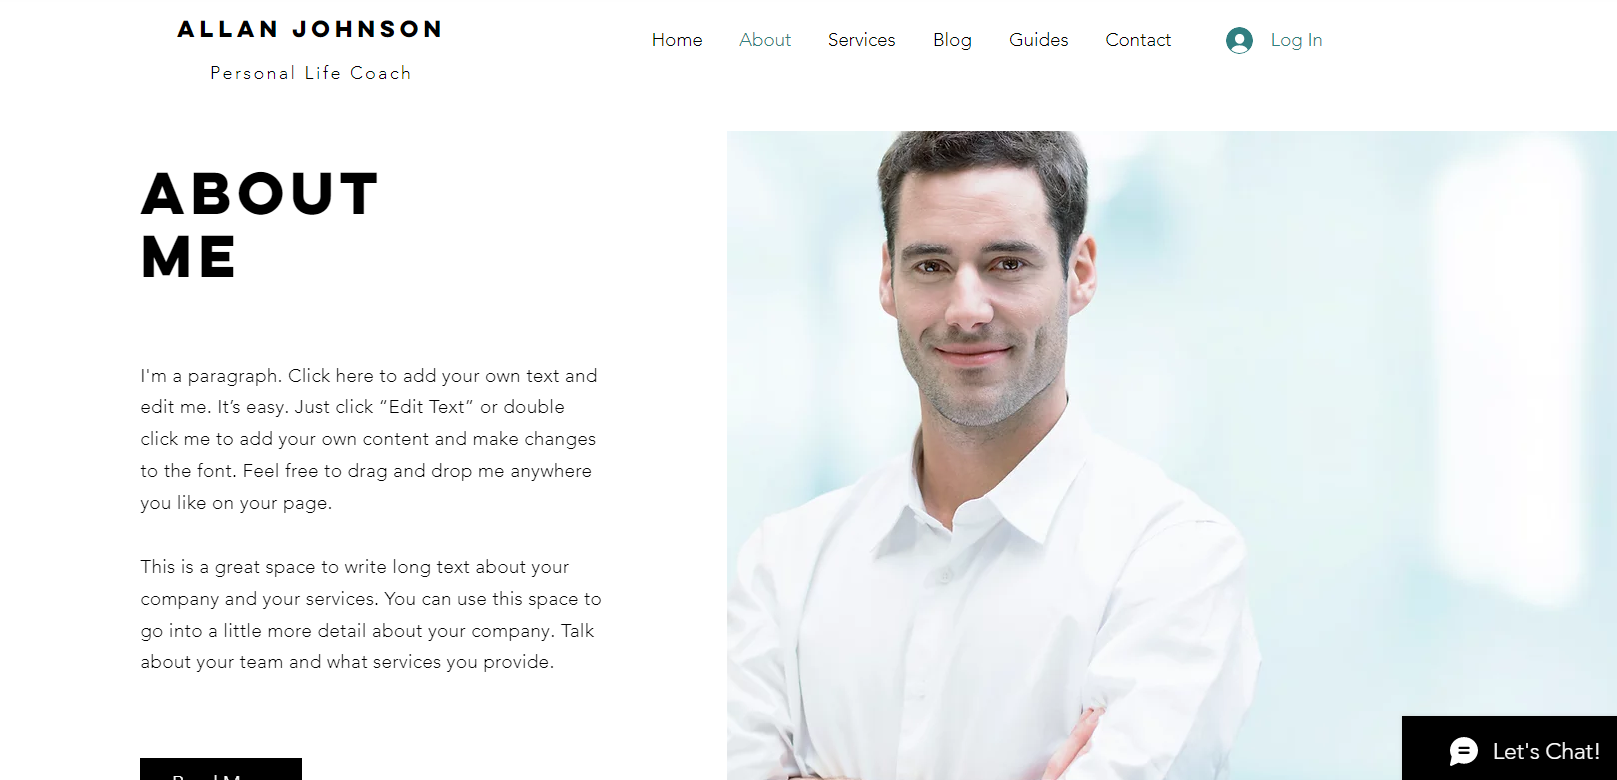 ALLAN JOHNSON
Personal Life Coach
Home About Services Blog Guides Contact Log In
ABOUT
ME
I'm a paragraph. Click here to add your own text and
edit me. It’s easy. Just click “Edit Text” or double
click me to add your own content and make changes
to the font. Feel free to drag and drop me anywhere
you like on your page.
This is a great space to write long text about your
company and your services. You can use this space to
go into a little more detail about your company. Talk
about your team and what services you provide.
Let's Chat!